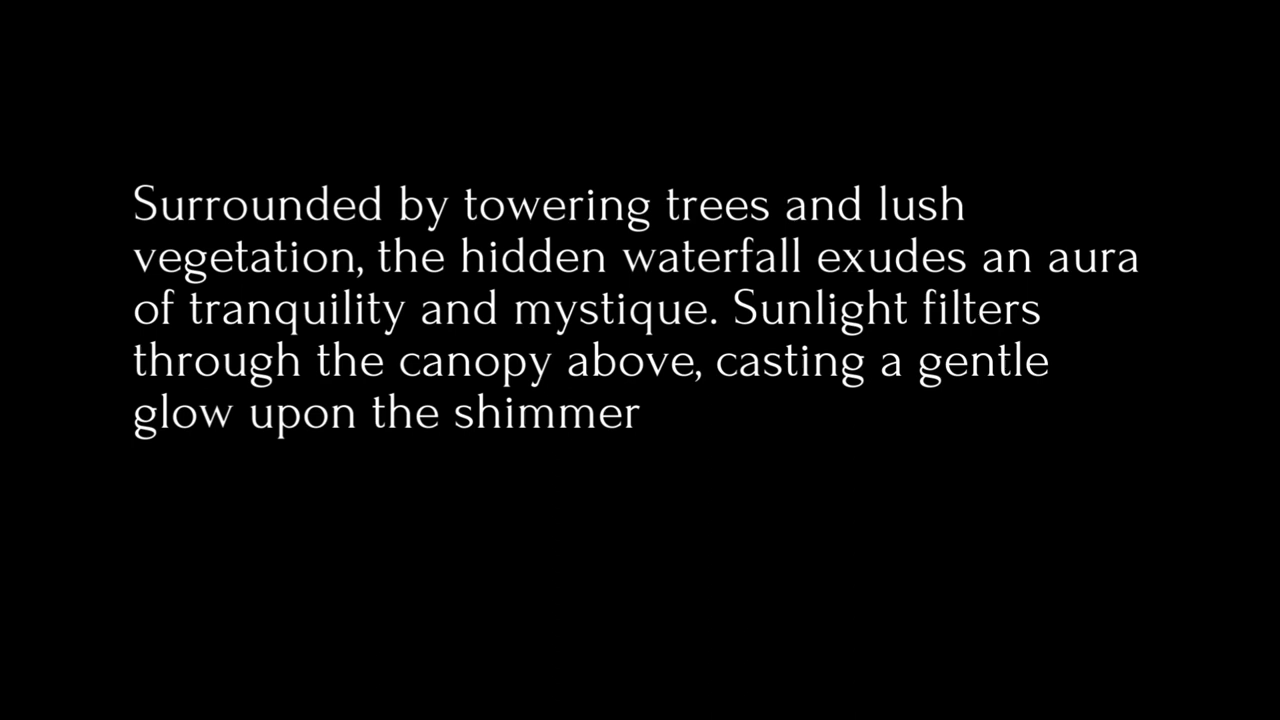 Surrounded by towering trees and lush
vegetation, the hidden waterfall exudes an aura
of tranquility and mystique. Sunlight filters
through the canopy above, casting a gentle
glow upon the shimmer